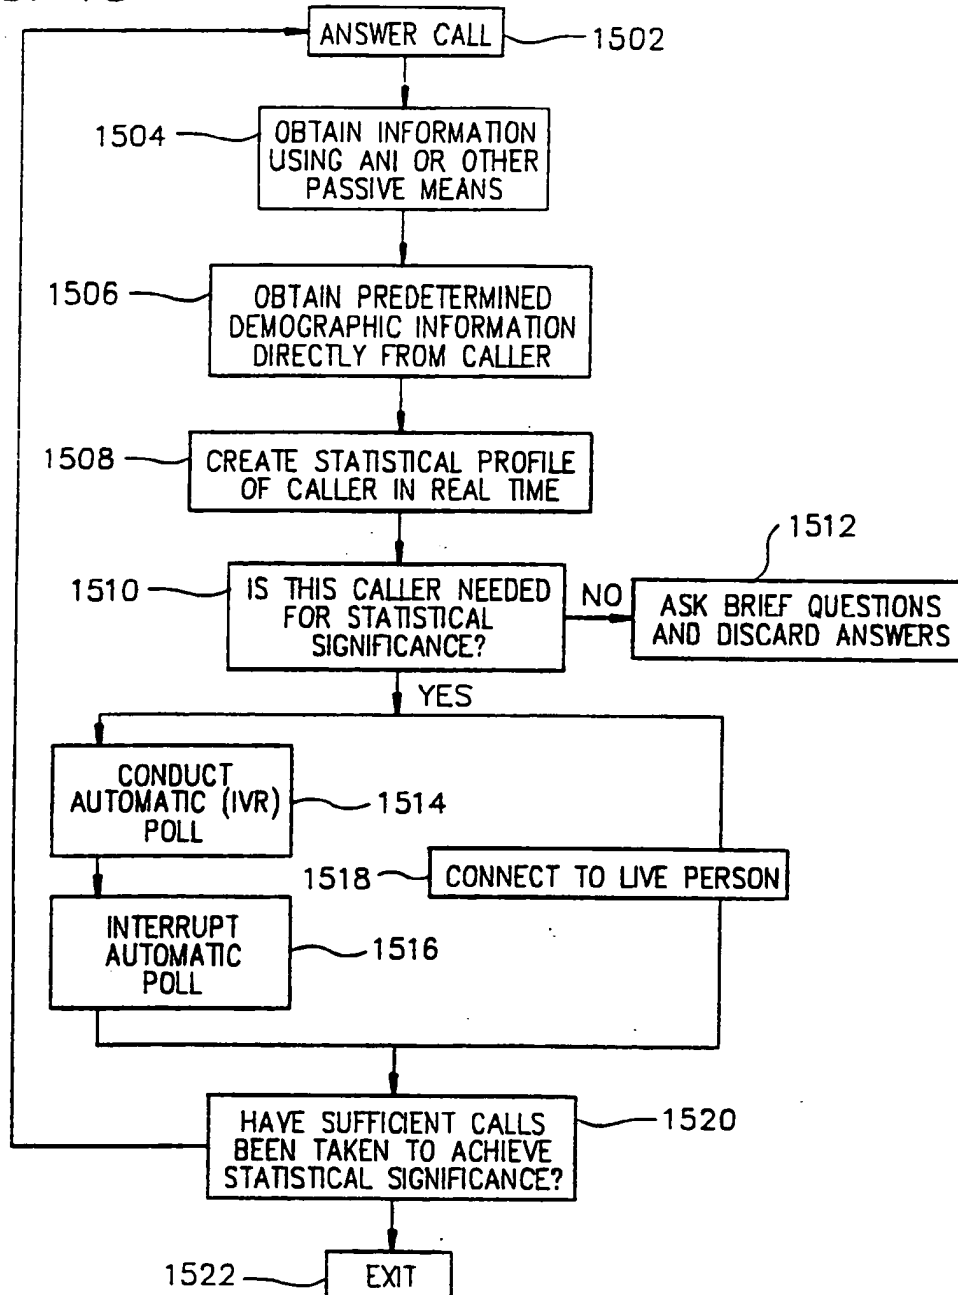 ANSWER CALL
1502
1504
OBTAIN INFORMATION
USING ANI OR OTHER
PASSIVE MEANS
1506
OBTAIN PREDETERMINED
DEMOGRAPHIC INFORMATION
DIRECTLY FROM CALLER
1508
CREATE STATISTICAL PROFILE
OF CALLER IN REAL TIME
1510
IS THIS CALLER NEEDED
FOR STATISTICAL
SIGNIFICANCE?
NO
1512
ASK BRIEF QUESTIONS
AND DISCARD ANSWERS
YES
CONDUCT
AUTOMATIC (IVR)
POLL
1514
1518
CONNECT TO LIVE PERSON
INTERRUPT
AUTOMATIC
POLL
1516
HAVE SUFFICIENT CALLS
BEEN TAKEN TO ACHIEVE
STATISTICAL SIGNIFICANCE?
1520
1522
EXIT